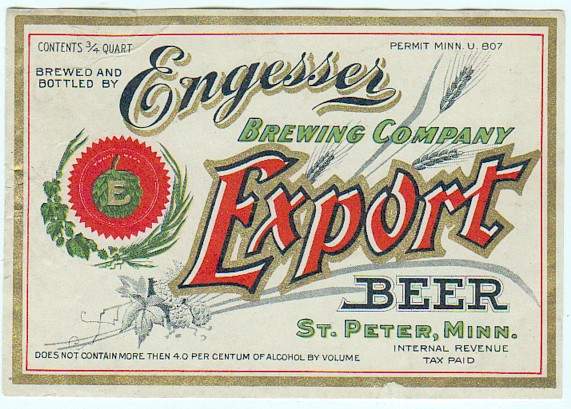 CONTENTS ¾ QUART
PERMIT MINN. U. 807
BREWED AND
BOTTLED BY
Engesser
BREWING COMPANY
E
Export
BEER
ST. PETER, MINN.
INTERNAL REVENUE
TAX PAID
DOES NOT CONTAIN MORE THEN 4.0 PER CENTUM OF ALCOHOL BY VOLUME